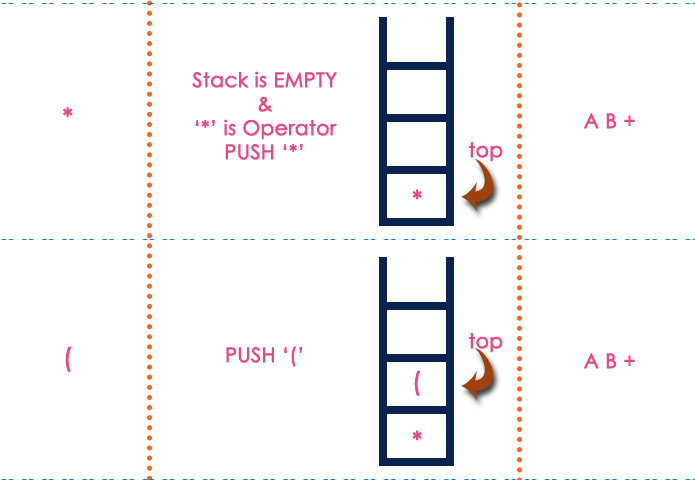 *
Stack is EMPTY
&
‘*’ is Operator
PUSH ‘*’
top
*
A B +
(
PUSH ‘(’
top
(
*
A B +